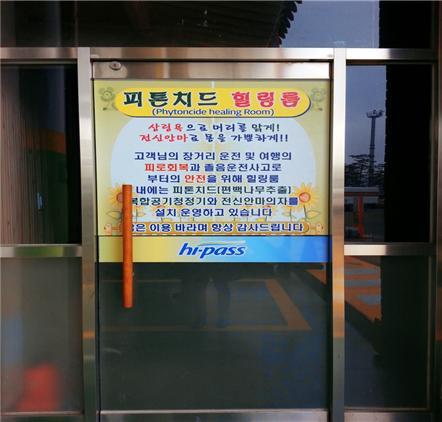 피톤치드 힐링룸
(Phytoncide healing Room)
삼림욕으로 머리를 맑게!
전신안마로 몸을 가뿐하게!!
고객님의 장거리 운전 및 여행의
피로회복과 졸음운전사고로
부터의 안전을 위해 힐링룸
내에는 피톤치드(편백나무추출)
복합공기청정기와 전신안마의자를
설치 운영하고 있습니다
이용 바라며 항상 감사드립니다
hi-pass